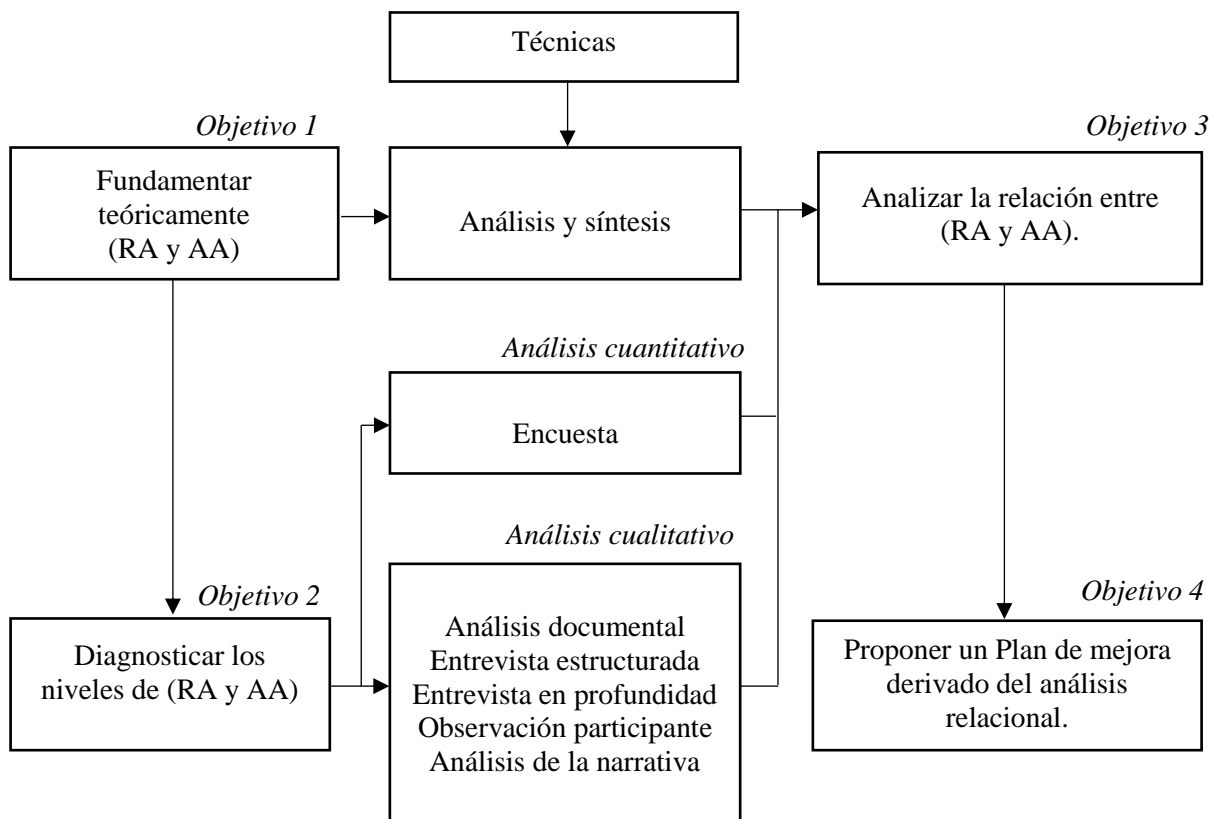 Técnicas
Objetivo 1
Fundamentar
teóricamente
(RA y AA)
Análisis y síntesis
Objetivo 3
Analizar la relación entre
(RA y AA).
Análisis cuantitativo
Encuesta
Análisis cualitativo
Objetivo 2
Diagnosticar los
niveles de (RA y AA)
Análisis documental
Entrevista estructurada
Entrevista en profundidad
Observación participante
Análisis de la narrativa
Objetivo 4
Proponer un Plan de mejora
derivado del análisis
relacional.